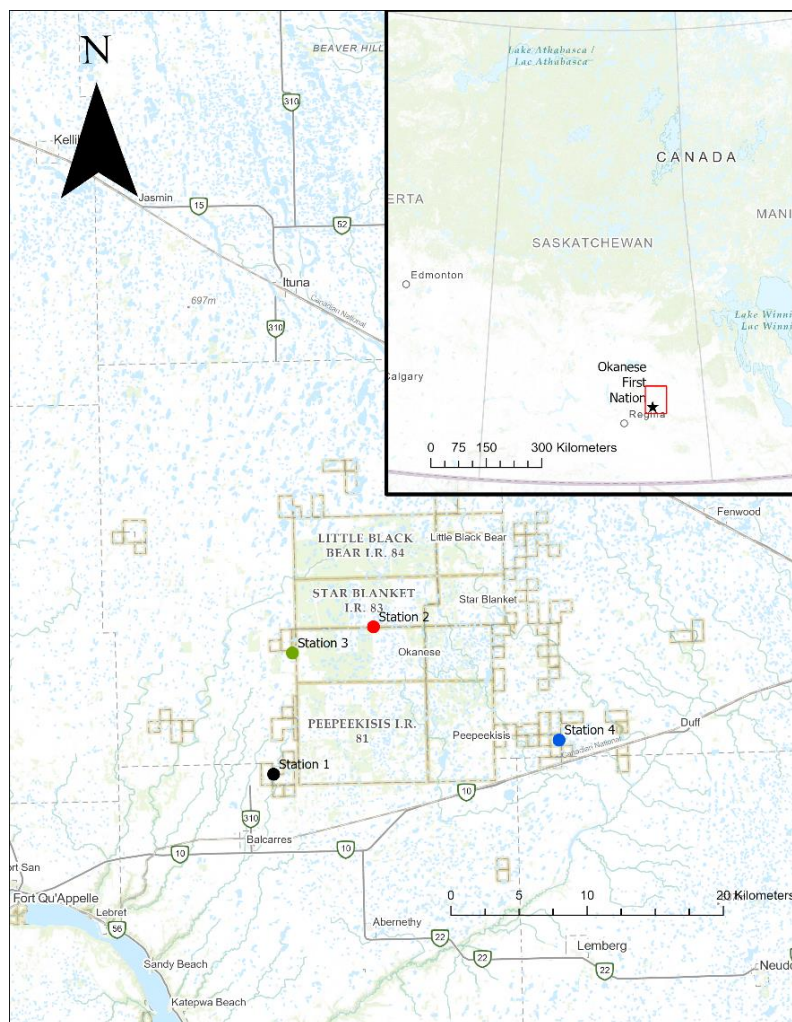 N
BEAVER HILL
310
Jasmin
15
52
Ituna
697m
Canadian National
310
Lake Athabasca /
Lac Athabasca
CANADA
SASKATCHEWAN
MANI
ERTA
Edmonton
Lake Winni
Lac Winni
algary
Okanese
First
Nation
Regina
0 75 150 300 Kilometers
Fenwood
LITTLE BLACK
BEAR I.R. 84
Little Black Bear
STAR BLANKET
I.R. 83
Star Blanket
Station 2
Station 3
Okanese
PEEPEEKISIS I.R.
81
Peepeekisis
Station 4
Duff
Canadian National
Station 1
10
310
Balcarres
10
10
ort San
Fort Qu'Appelle
Lebret
56
0 5 10 20 Kilometers
Abernethy
22
Lemberg
22
22
Sandy Beach
Neudo
Katepwa Beach